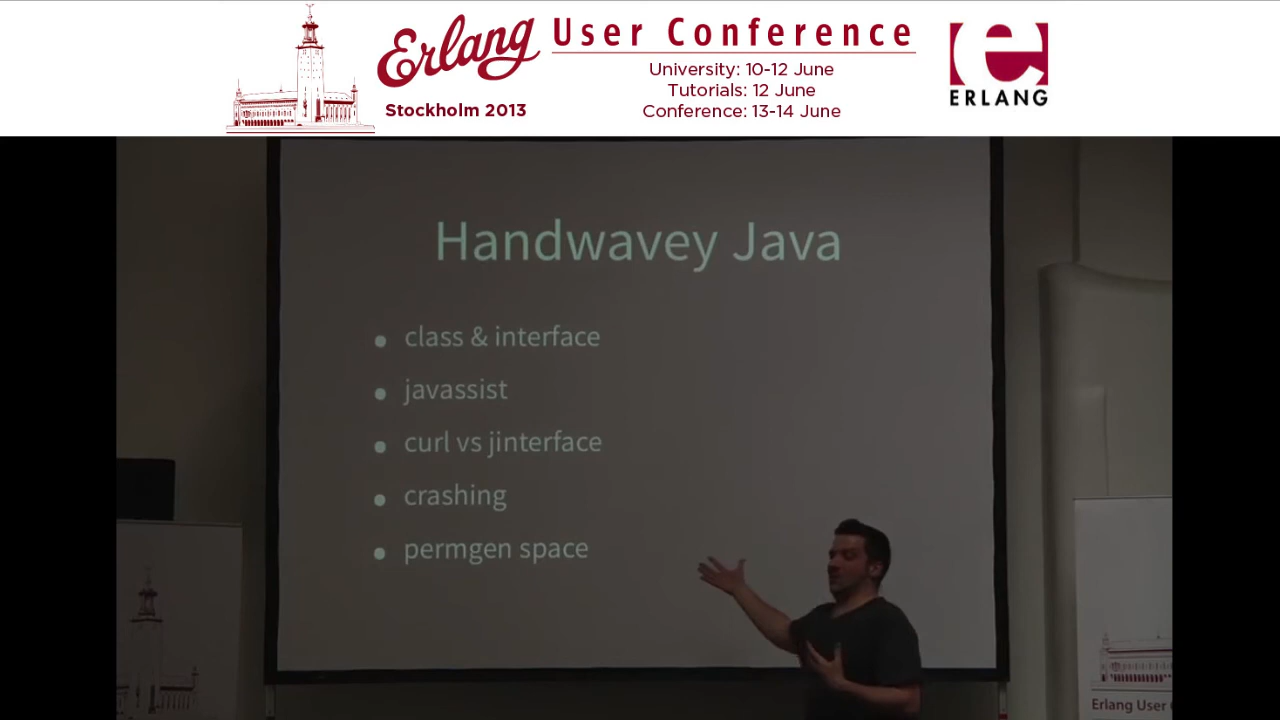 Erlang User Conference
Stockholm 2013
University: 10-12 June
Tutorials: 12 June
Conference: 13-14 June
ERLANG
Handwavey Java
class & interface
javassist
curl vs jinterface
crashing
permgen space
Erlang User